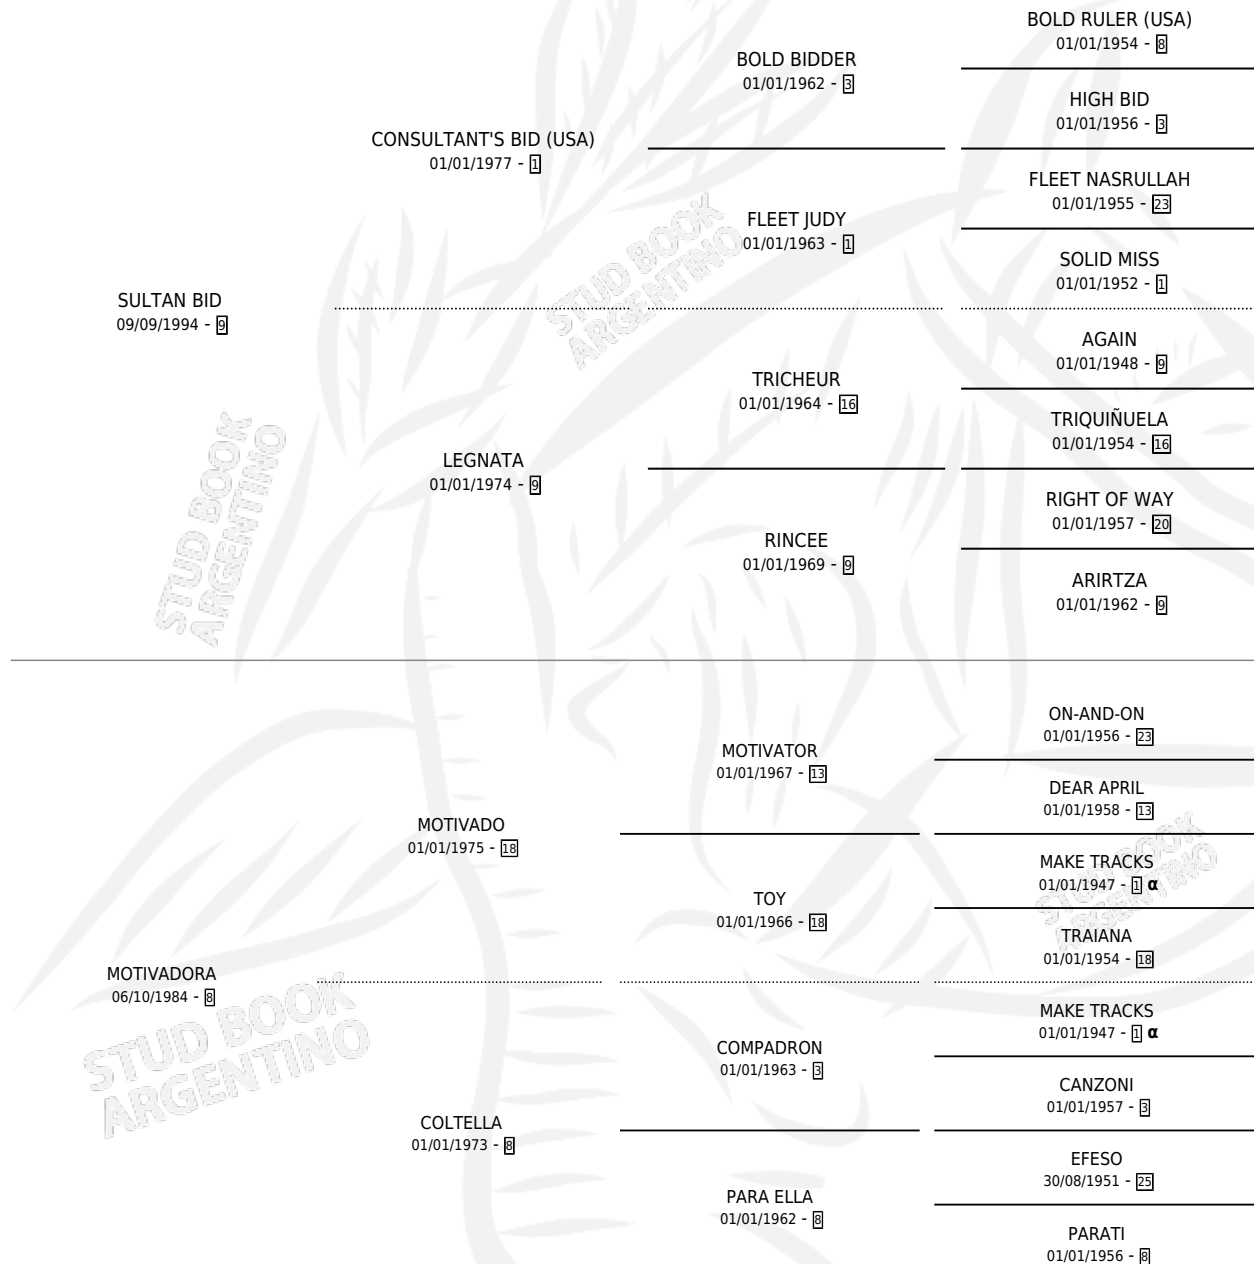 BOLD RULER (USA)
01/01/1954 - 8
BOLD BIDDER
01/01/1962 - 3
HIGH BID
01/01/1956 - 3
CONSULTANT'S BID (USA)
01/01/1977 - 1
FLEET NASRULLAH
01/01/1955 - 23
FLEET JUDY
01/01/1963 - 1
SOLID MISS
01/01/1952 - 1
SULTAN BID
09/09/1994 - 9
AGAIN
01/01/1948 - 9
TRICHEUR
01/01/1964 - 16
TRIQUIÑUELA
01/01/1954 - 16
LEGNATA
01/01/1974 - 9
RIGHT OF WAY
01/01/1957 - 20
RINCEE
01/01/1969 - 9
ARIRTZA
01/01/1962 - 9
STUD BOOK
ARGENTINO
STUD BOOK
ARGENTINO
ON-AND-ON
01/01/1956 - 23
MOTIVATOR
01/01/1967 - 13
DEAR APRIL
01/01/1958 - 13
MOTIVADO
01/01/1975 - 18
MAKE TRACKS
01/01/1947 - 1 α
TOY
01/01/1966 - 18
TRAIANA
01/01/1954 - 18
MOTIVADORA
06/10/1984 - 8
MAKE TRACKS
01/01/1947 - 1 α
COMPADRON
01/01/1963 - 3
CANZONI
01/01/1957 - 3
COLTELLA
01/01/1973 - 8
EFESO
30/08/1951 - 25
PARA ELLA
01/01/1962 - 8
PARATI
01/01/1956 - 8
STUD BOOK
ARGENTINO
STUD BOOK
ARGENTINO